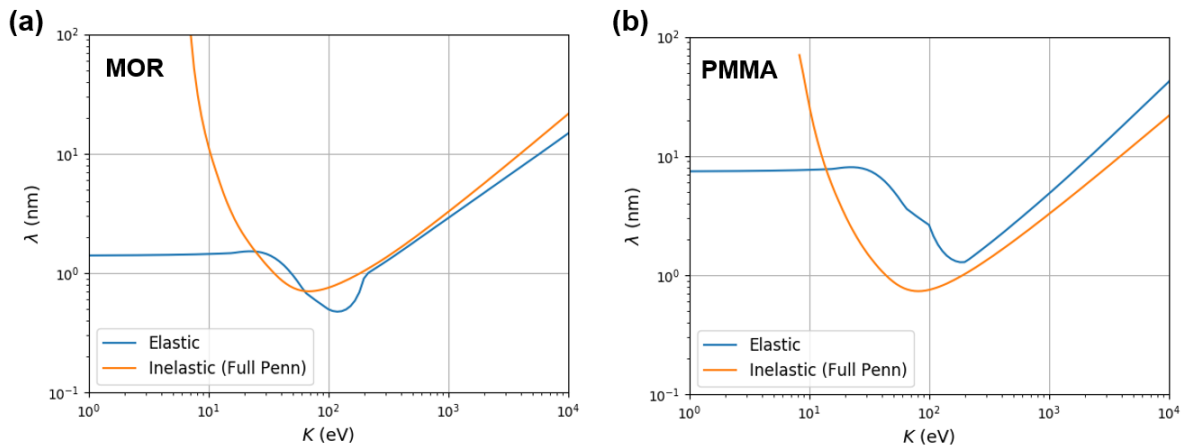 (a)
MOR
10²
10¹
10⁰
10⁻¹
λ (nm)
Elastic
Inelastic (Full Penn)
10⁰ 10¹ 10² 10³ 10⁴
K (eV)
(b)
PMMA
10²
10¹
10⁰
10⁻¹
λ (nm)
Elastic
Inelastic (Full Penn)
10⁰ 10¹ 10² 10³ 10⁴
K (eV)